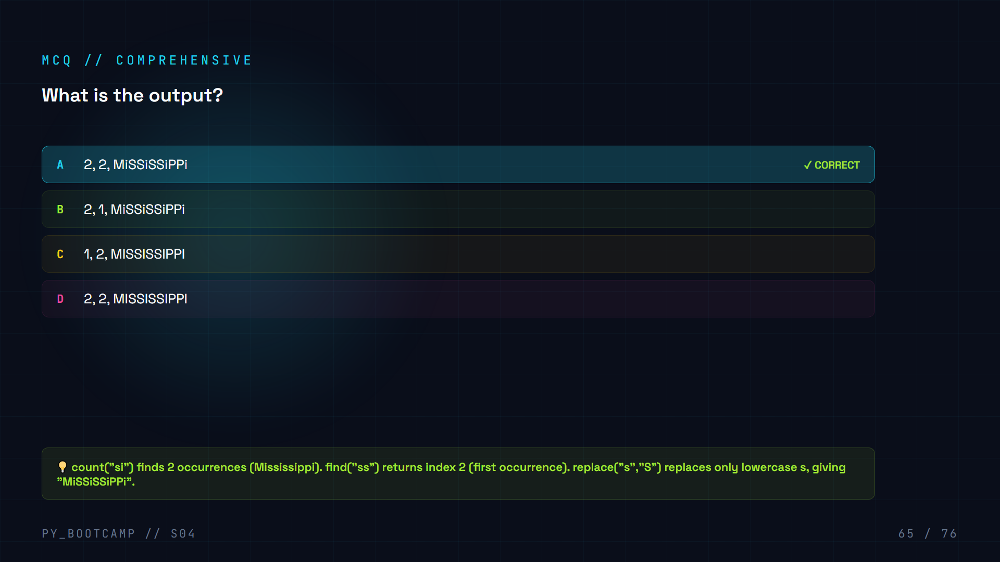 MCQ // COMPREHENSIVE
What is the output?
A 2, 2, MiSSiSSiPPi ✓ CORRECT
B 2, 1, MiSSiSSiPPi
C 1, 2, MISSISSIPPI
D 2, 2, MISSISSIPPI
💡 count(”si”) finds 2 occurrences (Mississippi). find(”ss”) returns index 2 (first occurrence). replace(”s”,”S”) replaces only lowercase s, giving
”MiSSiSSiPPi”.
PY_BOOTCAMP // S04
65 / 76